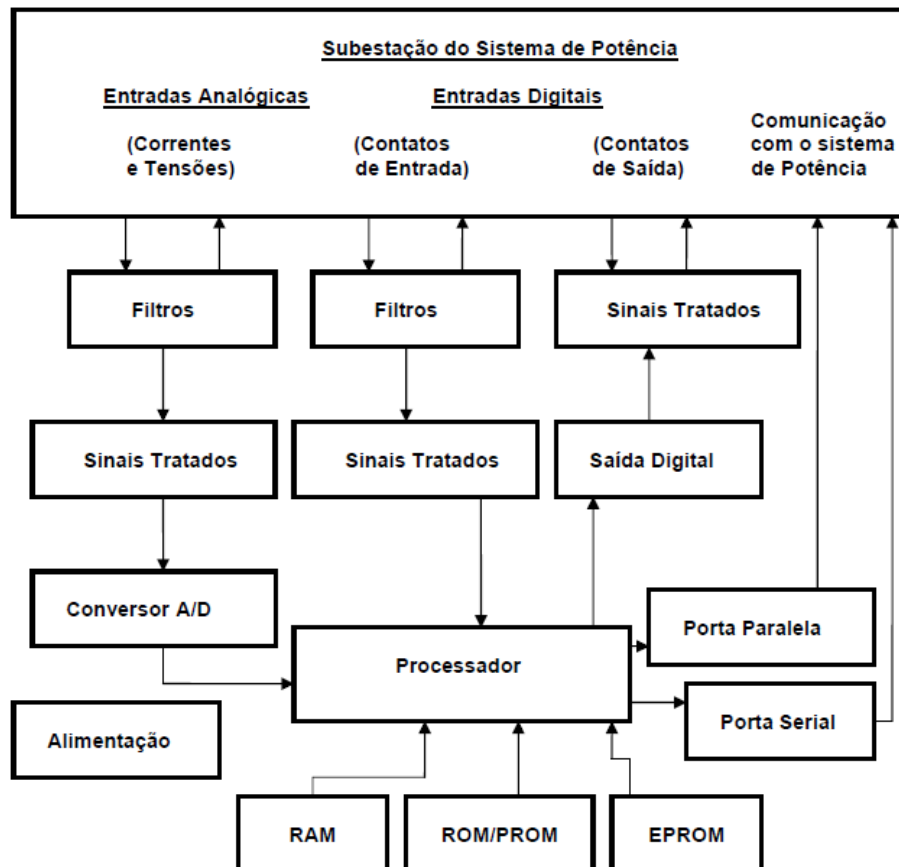 Subestação do Sistema de Potência
Entradas Analógicas
Entradas Digitais
(Correntes
e Tensões)
(Contatos
de Entrada)
(Contatos
de Saída)
Comunicação
com o sistema
de Potência
Filtros
Filtros
Sinais Tratados
Sinais Tratados
Sinais Tratados
Saída Digital
Conversor A/D
Processador
Porta Paralela
Porta Serial
Alimentação
RAM
ROM/PROM
EPROM